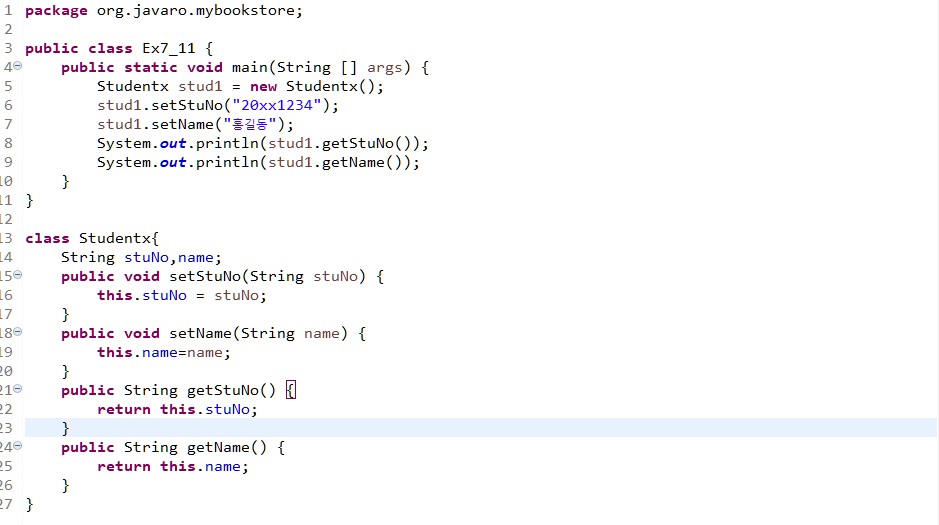 1 package org.javaro.mybookstore;
2
3 public class Ex7_11 {
4 public static void main(String [] args) {
5 Studentx stud1 = new Studentx();
6 stud1.setStuNo("20xx1234");
7 stud1.setName("홍길동");
8 System.out.println(stud1.getStuNo());
9 System.out.println(stud1.getName());
10 }
11 }
12
13 class Studentx{
14 String stuNo,name;
15 public void setStuNo(String stuNo) {
16 this.stuNo = stuNo;
17 }
18 public void setName(String name) {
19 this.name=name;
20 }
21 public String getStuNo() {
22 return this.stuNo;
23 }
24 public String getName() {
25 return this.name;
26 }
27 }